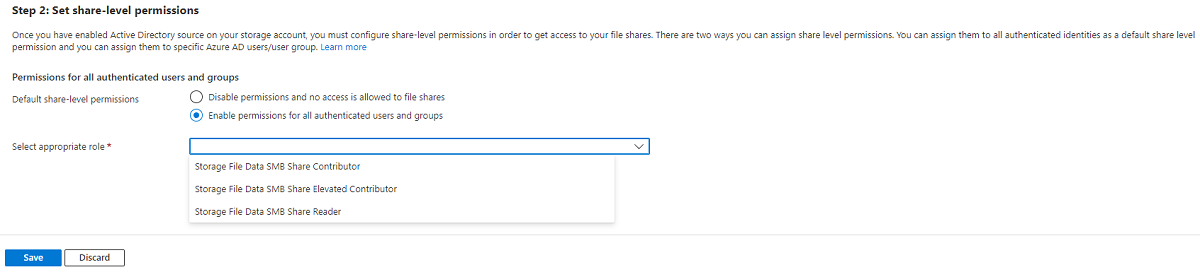 Step 2: Set share-level permissions
Once you have enabled Active Directory source on your storage account, you must configure share-level permissions in order to get access to your file shares. There are two ways you can assign share level permissions. You can assign them to all authenticated identities as a default share level
permission and you can assign them to specific Azure AD users/user group. Learn more
Permissions for all authenticated users and groups
Default share-level permissions
Disable permissions and no access is allowed to file shares
Enable permissions for all authenticated users and groups
Select appropriate role *
Storage File Data SMB Share Contributor
Storage File Data SMB Share Elevated Contributor
Storage File Data SMB Share Reader
Save
Discard